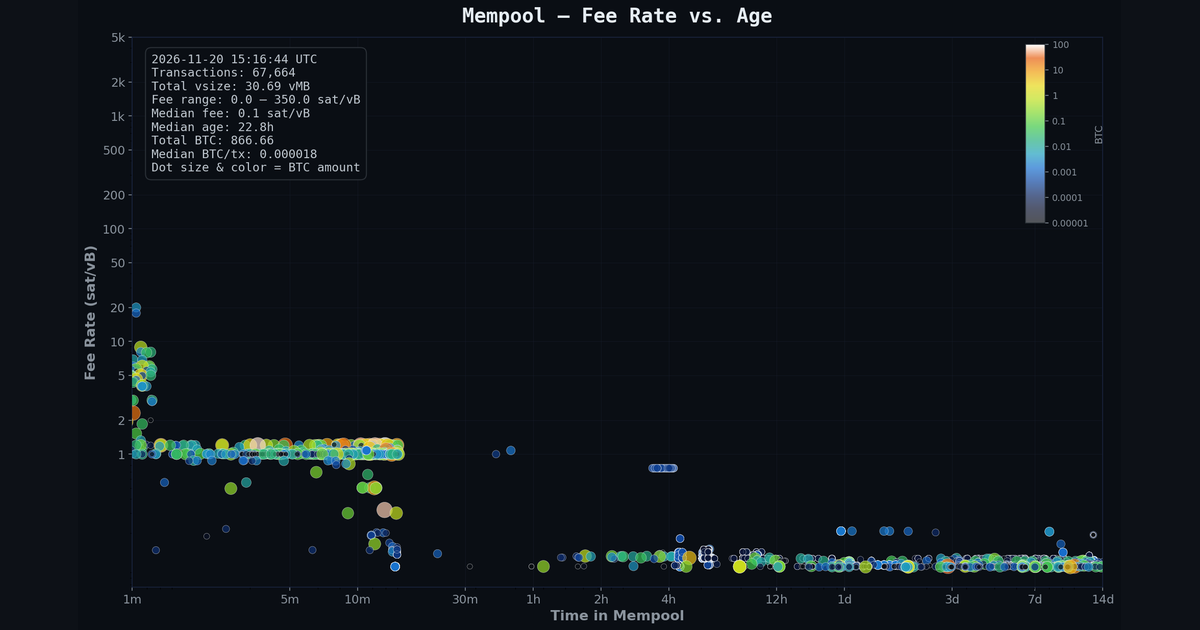 Mempool — Fee Rate vs. Age
2026-11-20 15:16:44 UTC
Transactions: 67,664
Total vsize: 30.69 vMB
Fee range: 0.0 — 350.0 sat/vB
Median fee: 0.1 sat/vB
Median age: 22.8h
Total BTC: 866.66
Median BTC/tx: 0.000018
Dot size & color = BTC amount
5k
2k
1k
500
200
100
50
20
10
5
2
1
Fee Rate (sat/vB)
100
10
1
0.1
0.01
0.001
0.0001
0.00001
BTC
1m 5m 10m 30m 1h 2h 4h 12h 1d 3d 7d 14d
Time in Mempool